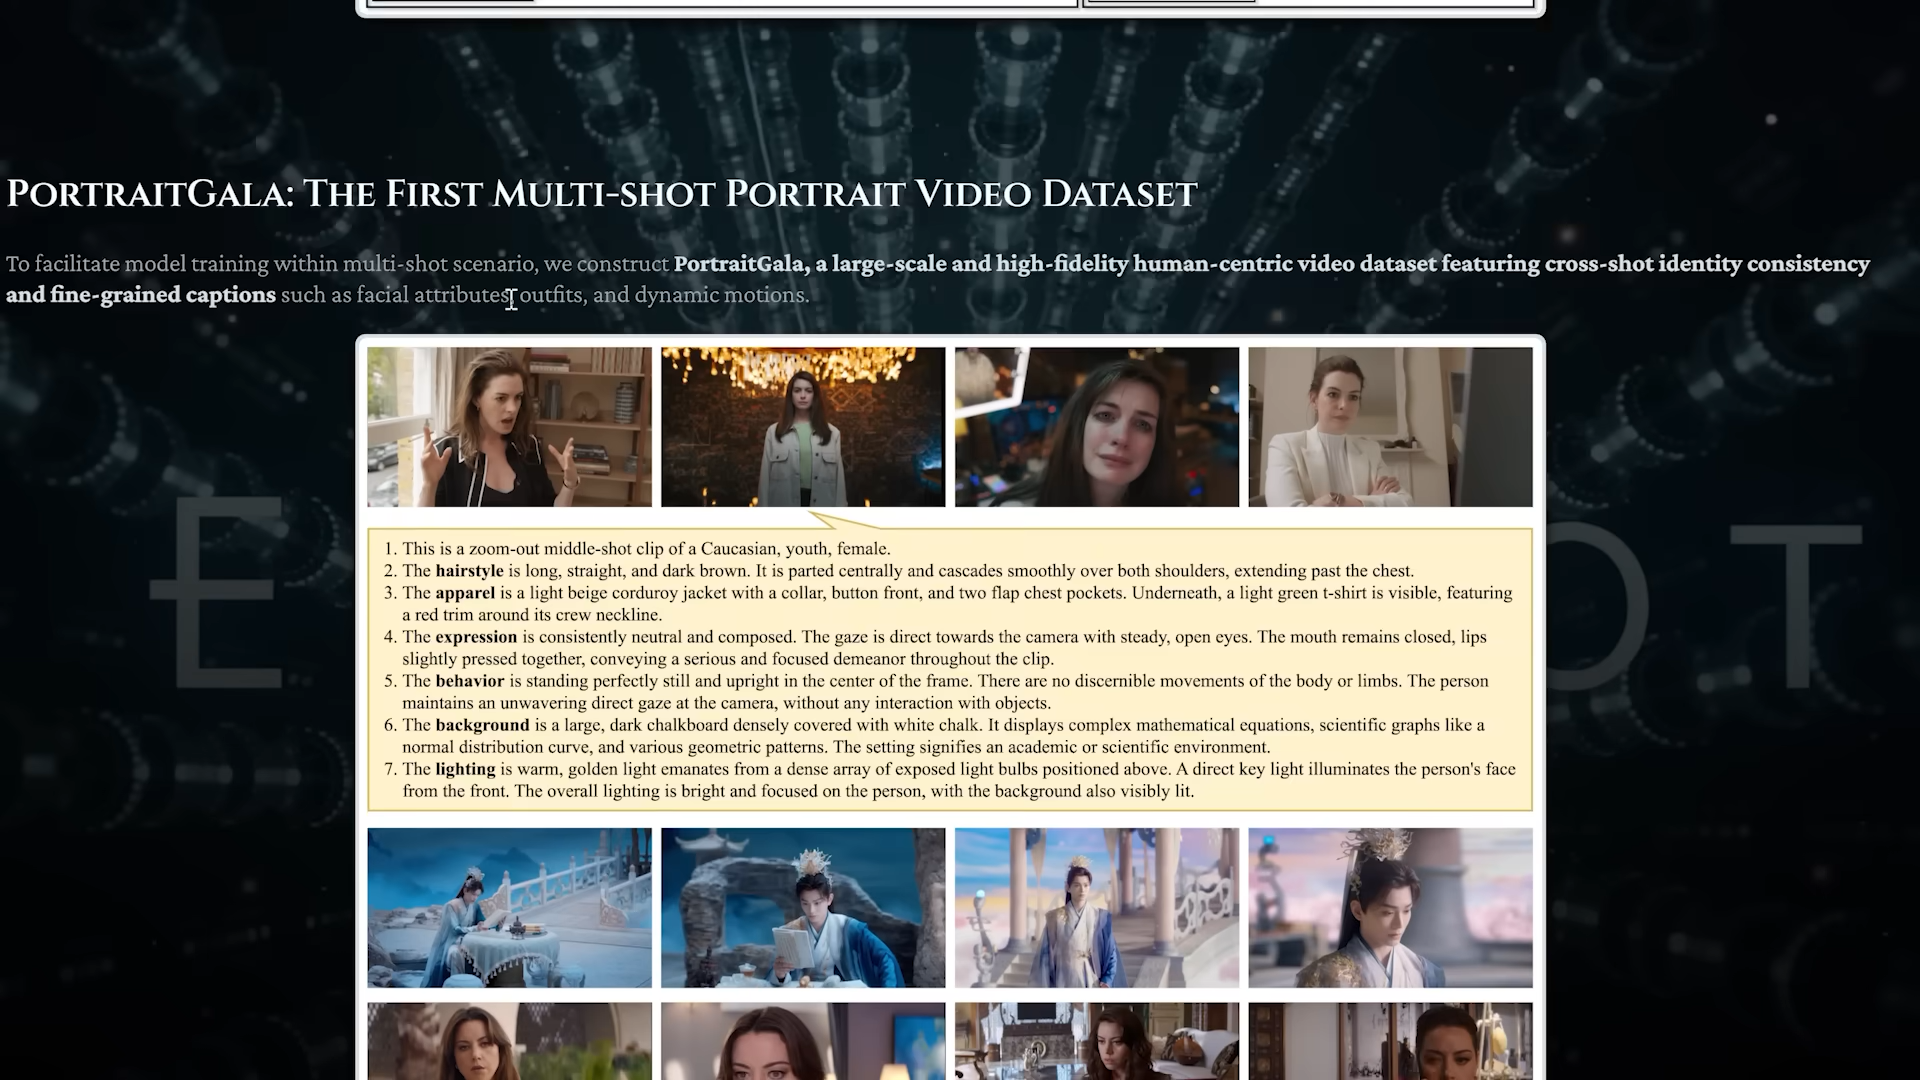 PORTRAITGALA: THE FIRST MULTI-SHOT PORTRAIT VIDEO DATASET
To facilitate model training within multi-shot scenario, we construct PortraitGala, a large-scale and high-fidelity human-centric video dataset featuring cross-shot identity consistency
and fine-grained captions such as facial attributes, outfits, and dynamic motions.
E
O T
1. This is a zoom-out middle-shot clip of a Caucasian, youth, female.
2. The hairstyle is long, straight, and dark brown. It is parted centrally and cascades smoothly over both shoulders, extending past the chest.
3. The apparel is a light beige corduroy jacket with a collar, button front, and two flap chest pockets. Underneath, a light green t-shirt is visible, featuring
a red trim around its crew neckline.
4. The expression is consistently neutral and composed. The gaze is direct towards the camera with steady, open eyes. The mouth remains closed, lips
slightly pressed together, conveying a serious and focused demeanor throughout the clip.
5. The behavior is standing perfectly still and upright in the center of the frame. There are no discernible movements of the body or limbs. The person
maintains an unwavering direct gaze at the camera, without any interaction with objects.
6. The background is a large, dark chalkboard densely covered with white chalk. It displays complex mathematical equations, scientific graphs like a
normal distribution curve, and various geometric patterns. The setting signifies an academic or scientific environment.
7. The lighting is warm, golden light emanates from a dense array of exposed light bulbs positioned above. A direct key light illuminates the person's face
from the front. The overall lighting is bright and focused on the person, with the background also visibly lit.